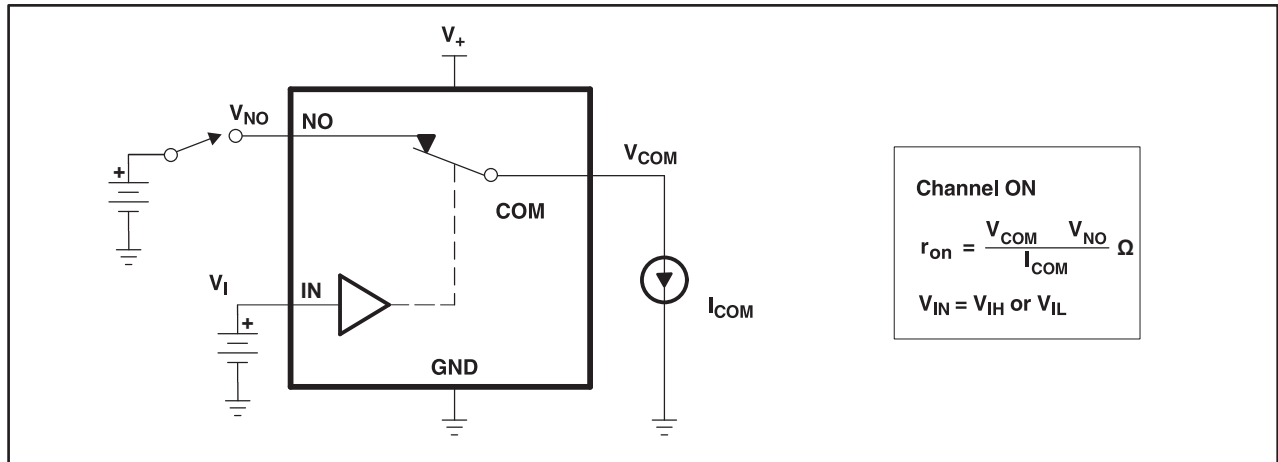 V+
VNO
NO
VCOM
COM
VI
IN
ICOM
GND
+
+
Channel ON
ron = VCOM VNO / ICOM Ω
VIN = VIH or VIL